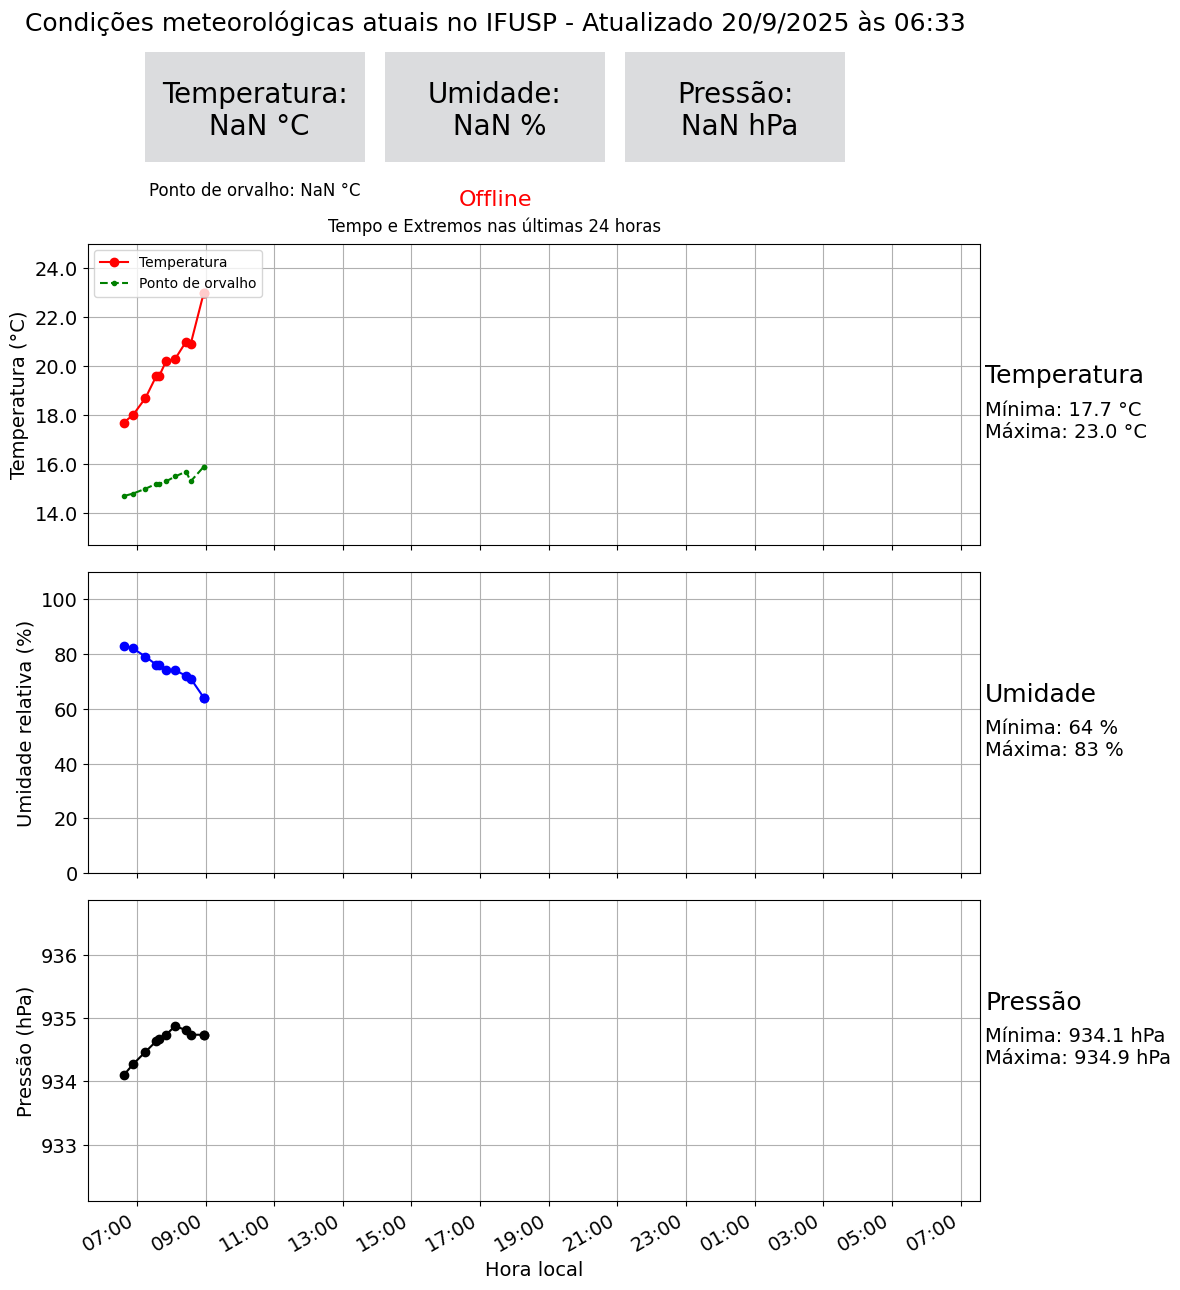 Condições meteorológicas atuais no IFUSP - Atualizado 20/9/2025 às 06:33
Temperatura:
NaN °C
Umidade:
NaN %
Pressão:
NaN hPa
Ponto de orvalho: NaN °C
Offline
Tempo e Extremos nas últimas 24 horas
Temperatura
Ponto de orvalho
Temperatura (°C)
24.0
22.0
20.0
18.0
16.0
14.0
Temperatura
Mínima: 17.7 °C
Máxima: 23.0 °C
Umidade relativa (%)
100
80
60
40
20
0
Umidade
Mínima: 64 %
Máxima: 83 %
Pressão (hPa)
936
935
934
933
Pressão
Mínima: 934.1 hPa
Máxima: 934.9 hPa
07:00 09:00 11:00 13:00 15:00 17:00 19:00 21:00 23:00 01:00 03:00 05:00 07:00
Hora local